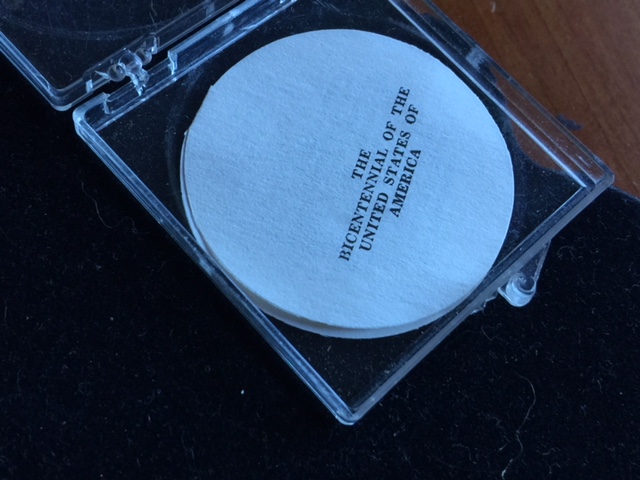 THE
BICENTENNIAL OF THE
UNITED STATES OF
AMERICA